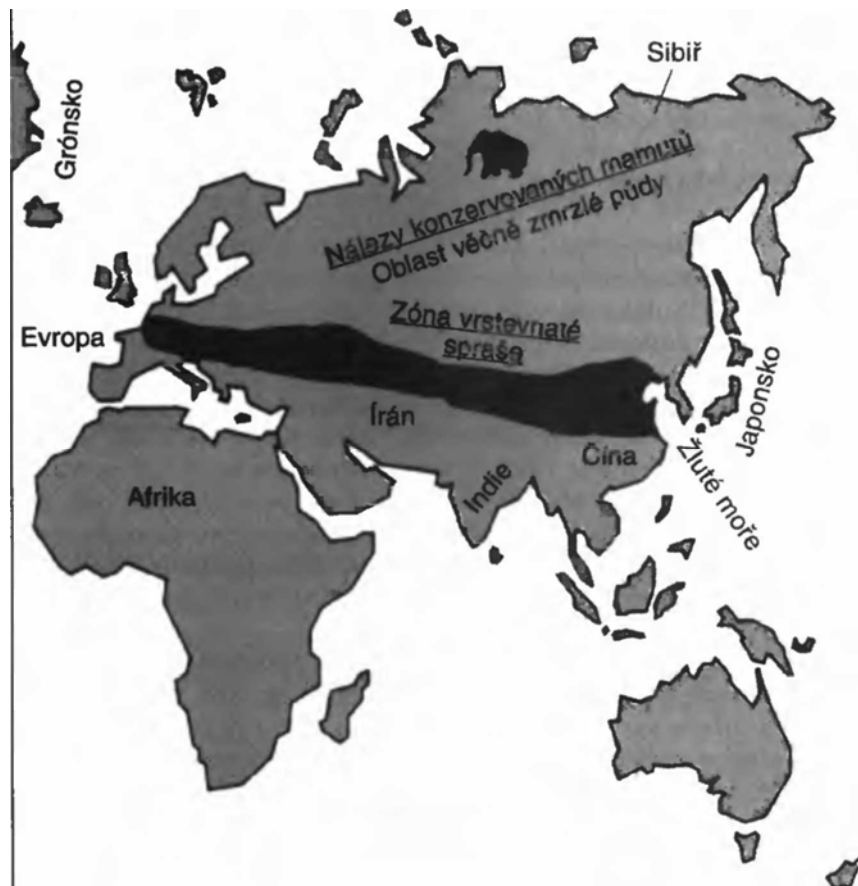 Sibiř
Grónsko
Nálezy konzervovaných mamutů
Oblast věčně zmrzlé půdy
Zóna vrstevnaté
spraše
Evropa
Írán
Japonsko
Čína
Žluté moře
Indie
Afrika